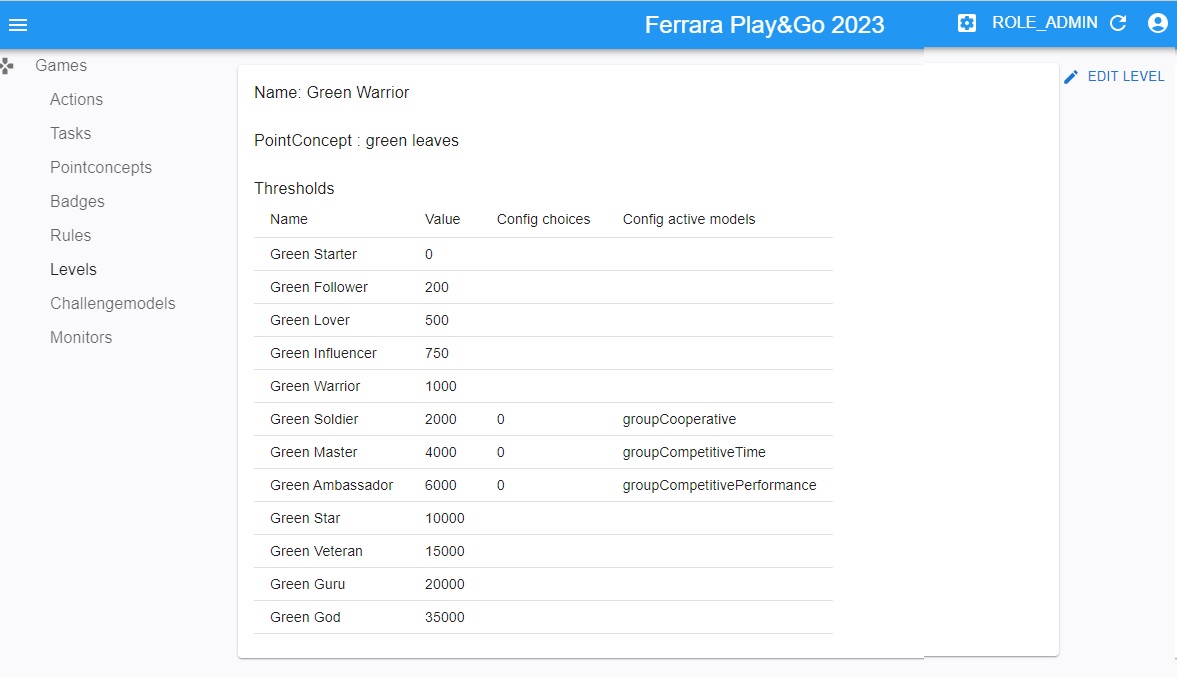 Ferrara Play&Go 2023 ROLE_ADMIN
Games
Actions
Tasks
Pointconcepts
Badges
Rules
Levels
Challengemodels
Monitors
Name: Green Warrior
EDIT LEVEL
PointConcept : green leaves
Thresholds
Name Value Config choices Config active models
Green Starter 0
Green Follower 200
Green Lover 500
Green Influencer 750
Green Warrior 1000
Green Soldier 2000 0 groupCooperative
Green Master 4000 0 groupCompetitiveTime
Green Ambassador 6000 0 groupCompetitivePerformance
Green Star 10000
Green Veteran 15000
Green Guru 20000
Green God 35000